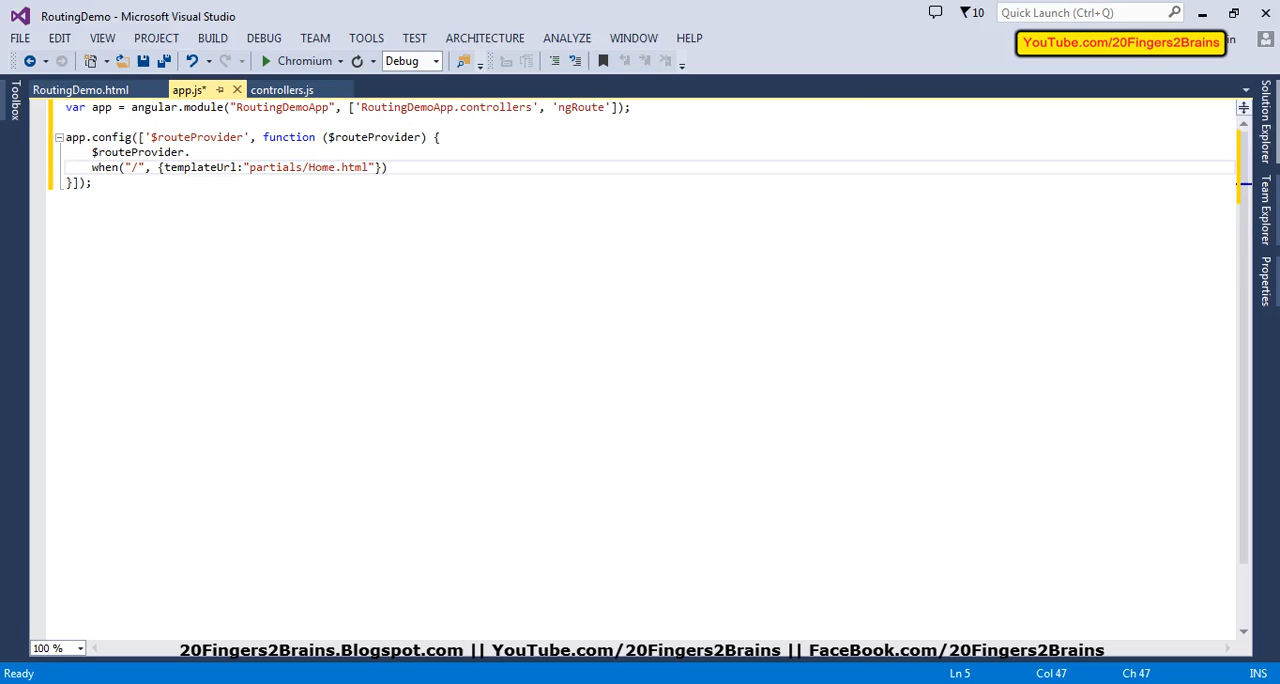 RoutingDemo - Microsoft Visual Studio
10
Quick Launch (Ctrl+Q)
FILE EDIT VIEW PROJECT BUILD DEBUG TEAM TOOLS TEST ARCHITECTURE ANALYZE WINDOW HELP
YouTube.com/20Fingers2Brains
in
Chromium
Debug
Toolbox
RoutingDemo.html app.js* controllers.js
var app = angular.module("RoutingDemoApp", ['RoutingDemoApp.controllers', 'ngRoute']);
app.config(['$routeProvider', function ($routeProvider) {
$routeProvider.
when("/", {templateUrl:"partials/Home.html"})
}]);
Solution Explorer
Team Explorer
Properties
100 %
20Fingers2Brains.Blogspot.com || YouTube.com/20Fingers2Brains || FaceBook.com/20Fingers2Brains
Ready Ln 5 Col 47 Ch 47 INS